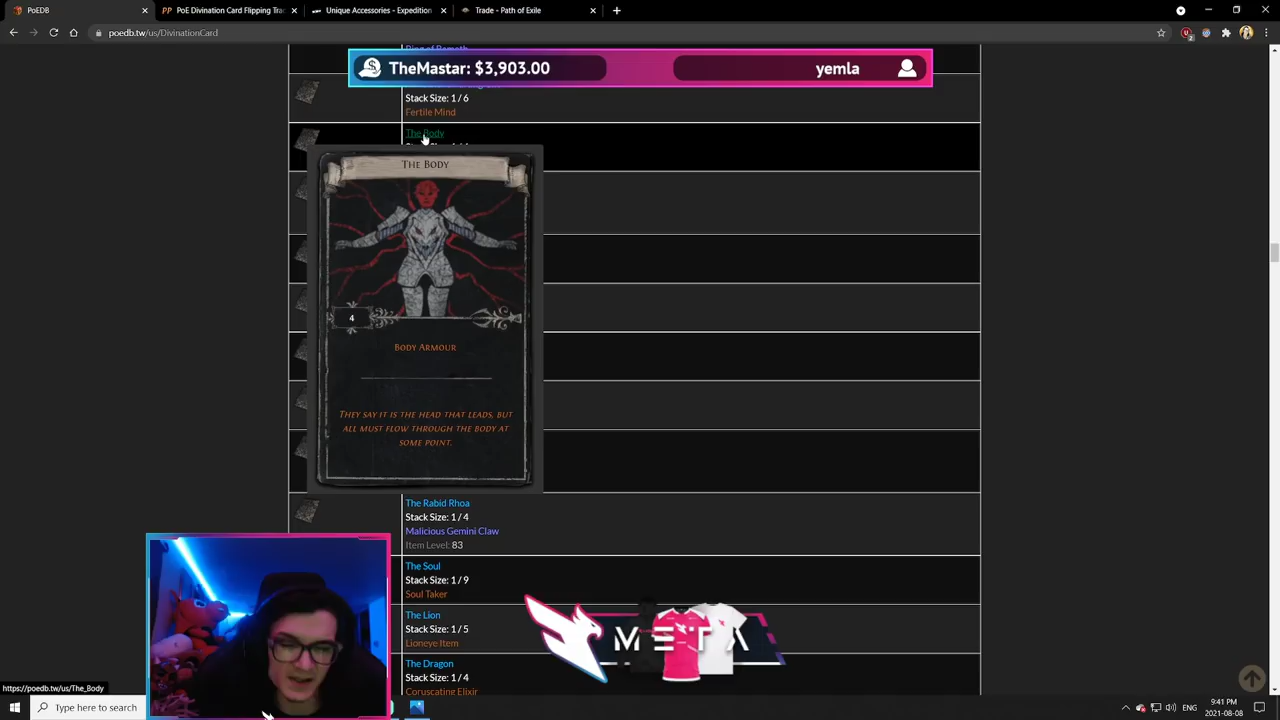 PoEDB
PoE Divination Card Flipping Trac
Unique Accessories - Expedition
Trade - Path of Exile
poedb.tw/us/DivinationCard
TheMastar: $3,903.00
yemla
Stack Size: 1 / 6
Fertile Mind
The Body
The Body
4
Body Armour
They say it is the head that leads, but
all must flow through the body at
some point.
The Rabid Rhoa
Stack Size: 1 / 4
Malicious Gemini Claw
Item Level: 83
The Soul
Stack Size: 1 / 9
Soul Taker
The Lion
Stack Size: 1 / 5
Lioneye Item
META
The Dragon
Stack Size: 1 / 4
Coruscating Elixir
https://poedb.tw/us/The_Body
Type here to search
ENG
9:41 PM
2021-08-08